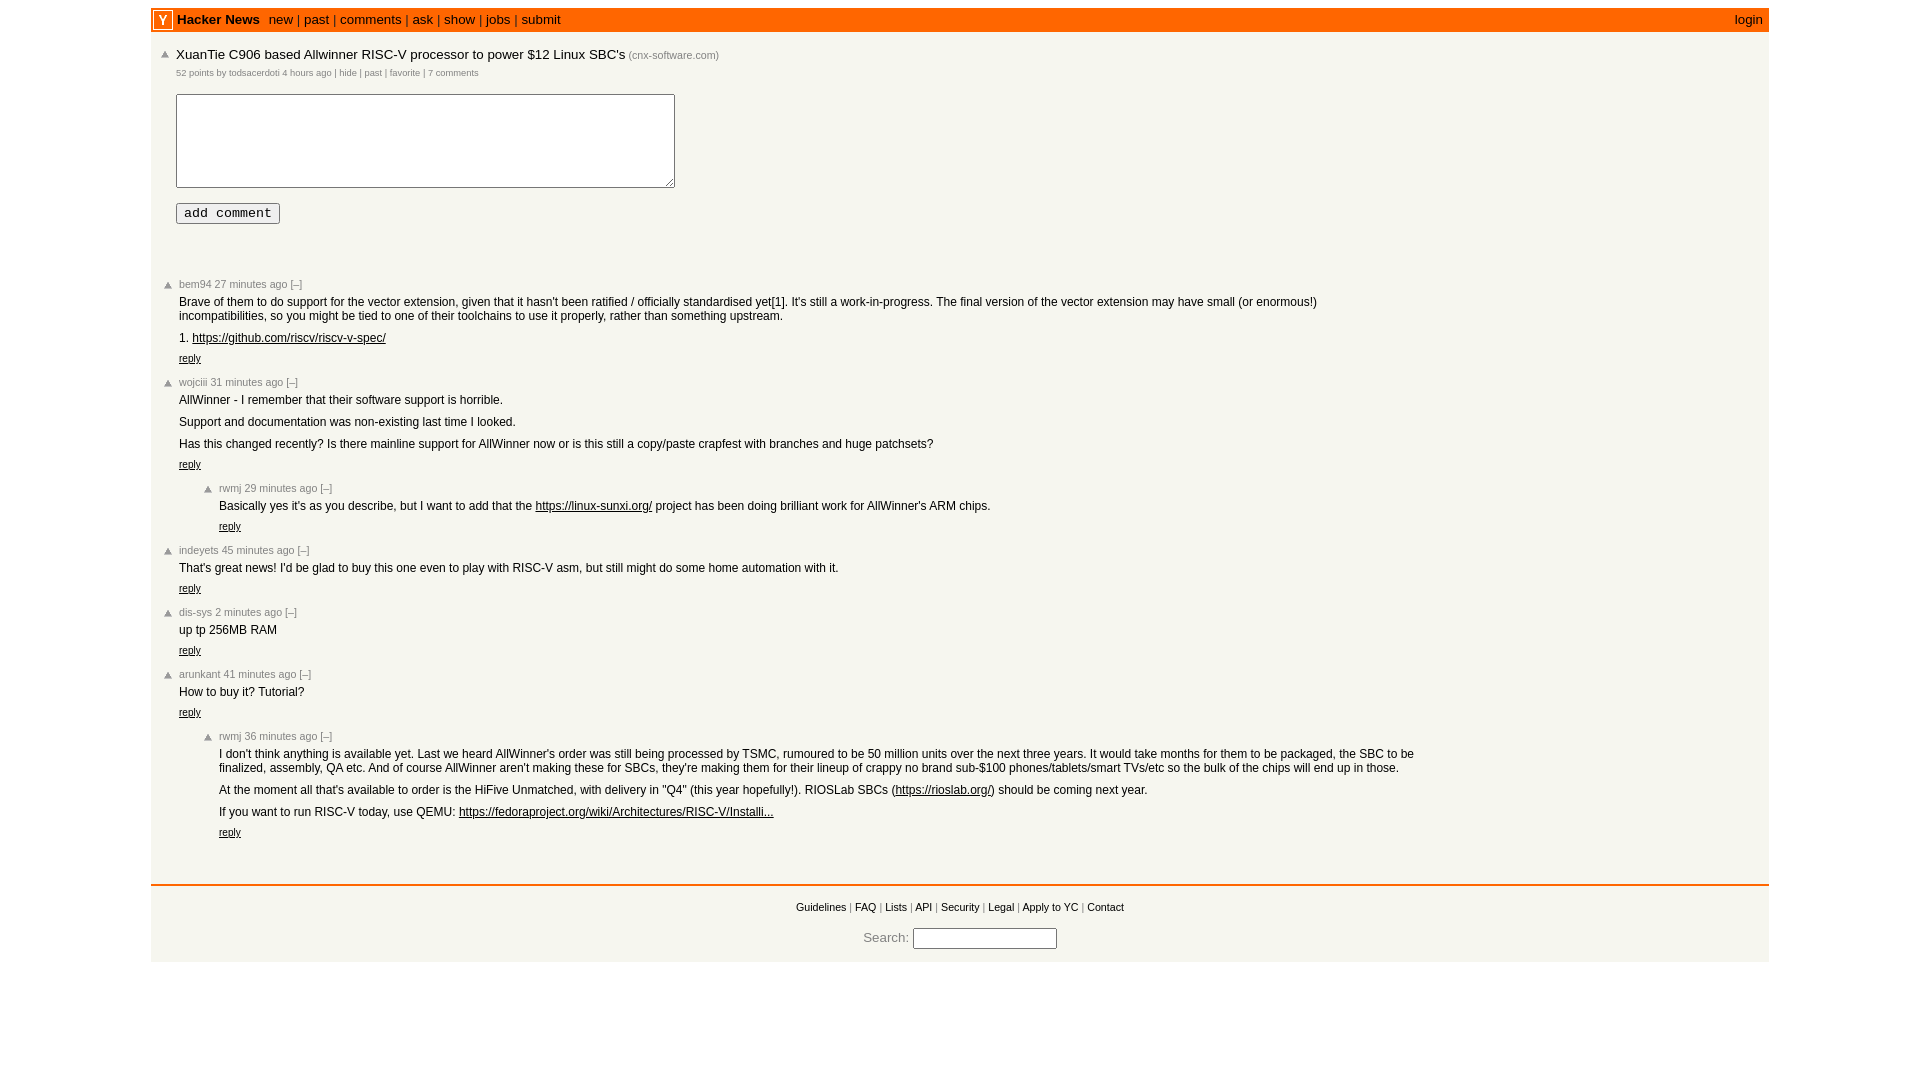 Y Hacker News new | past | comments | ask | show | jobs | submit login
XuanTie C906 based Allwinner RISC-V processor to power $12 Linux SBC's (cnx-software.com)
52 points by todsacerdoti 4 hours ago | hide | past | favorite | 7 comments
add comment
bem94 27 minutes ago [–]
Brave of them to do support for the vector extension, given that it hasn't been ratified / officially standardised yet[1]. It's still a work-in-progress. The final version of the vector extension may have small (or enormous!)
incompatibilities, so you might be tied to one of their toolchains to use it properly, rather than something upstream.
1. https://github.com/riscv/riscv-v-spec/
reply
wojciii 31 minutes ago [–]
AllWinner - I remember that their software support is horrible.
Support and documentation was non-existing last time I looked.
Has this changed recently? Is there mainline support for AllWinner now or is this still a copy/paste crapfest with branches and huge patchsets?
reply
rwmj 29 minutes ago [–]
Basically yes it's as you describe, but I want to add that the https://linux-sunxi.org/ project has been doing brilliant work for AllWinner's ARM chips.
reply
indeyets 45 minutes ago [–]
That's great news! I'd be glad to buy this one even to play with RISC-V asm, but still might do some home automation with it.
reply
dis-sys 2 minutes ago [–]
up tp 256MB RAM
reply
arunkant 41 minutes ago [–]
How to buy it? Tutorial?
reply
rwmj 36 minutes ago [–]
I don't think anything is available yet. Last we heard AllWinner's order was still being processed by TSMC, rumoured to be 50 million units over the next three years. It would take months for them to be packaged, the SBC to be
finalized, assembly, QA etc. And of course AllWinner aren't making these for SBCs, they're making them for their lineup of crappy no brand sub-$100 phones/tablets/smart TVs/etc so the bulk of the chips will end up in those.
At the moment all that's available to order is the HiFive Unmatched, with delivery in "Q4" (this year hopefully!). RIOSLab SBCs (https://rioslab.org/) should be coming next year.
If you want to run RISC-V today, use QEMU: https://fedoraproject.org/wiki/Architectures/RISC-V/Installi...
reply
Guidelines | FAQ | Lists | API | Security | Legal | Apply to YC | Contact
Search: